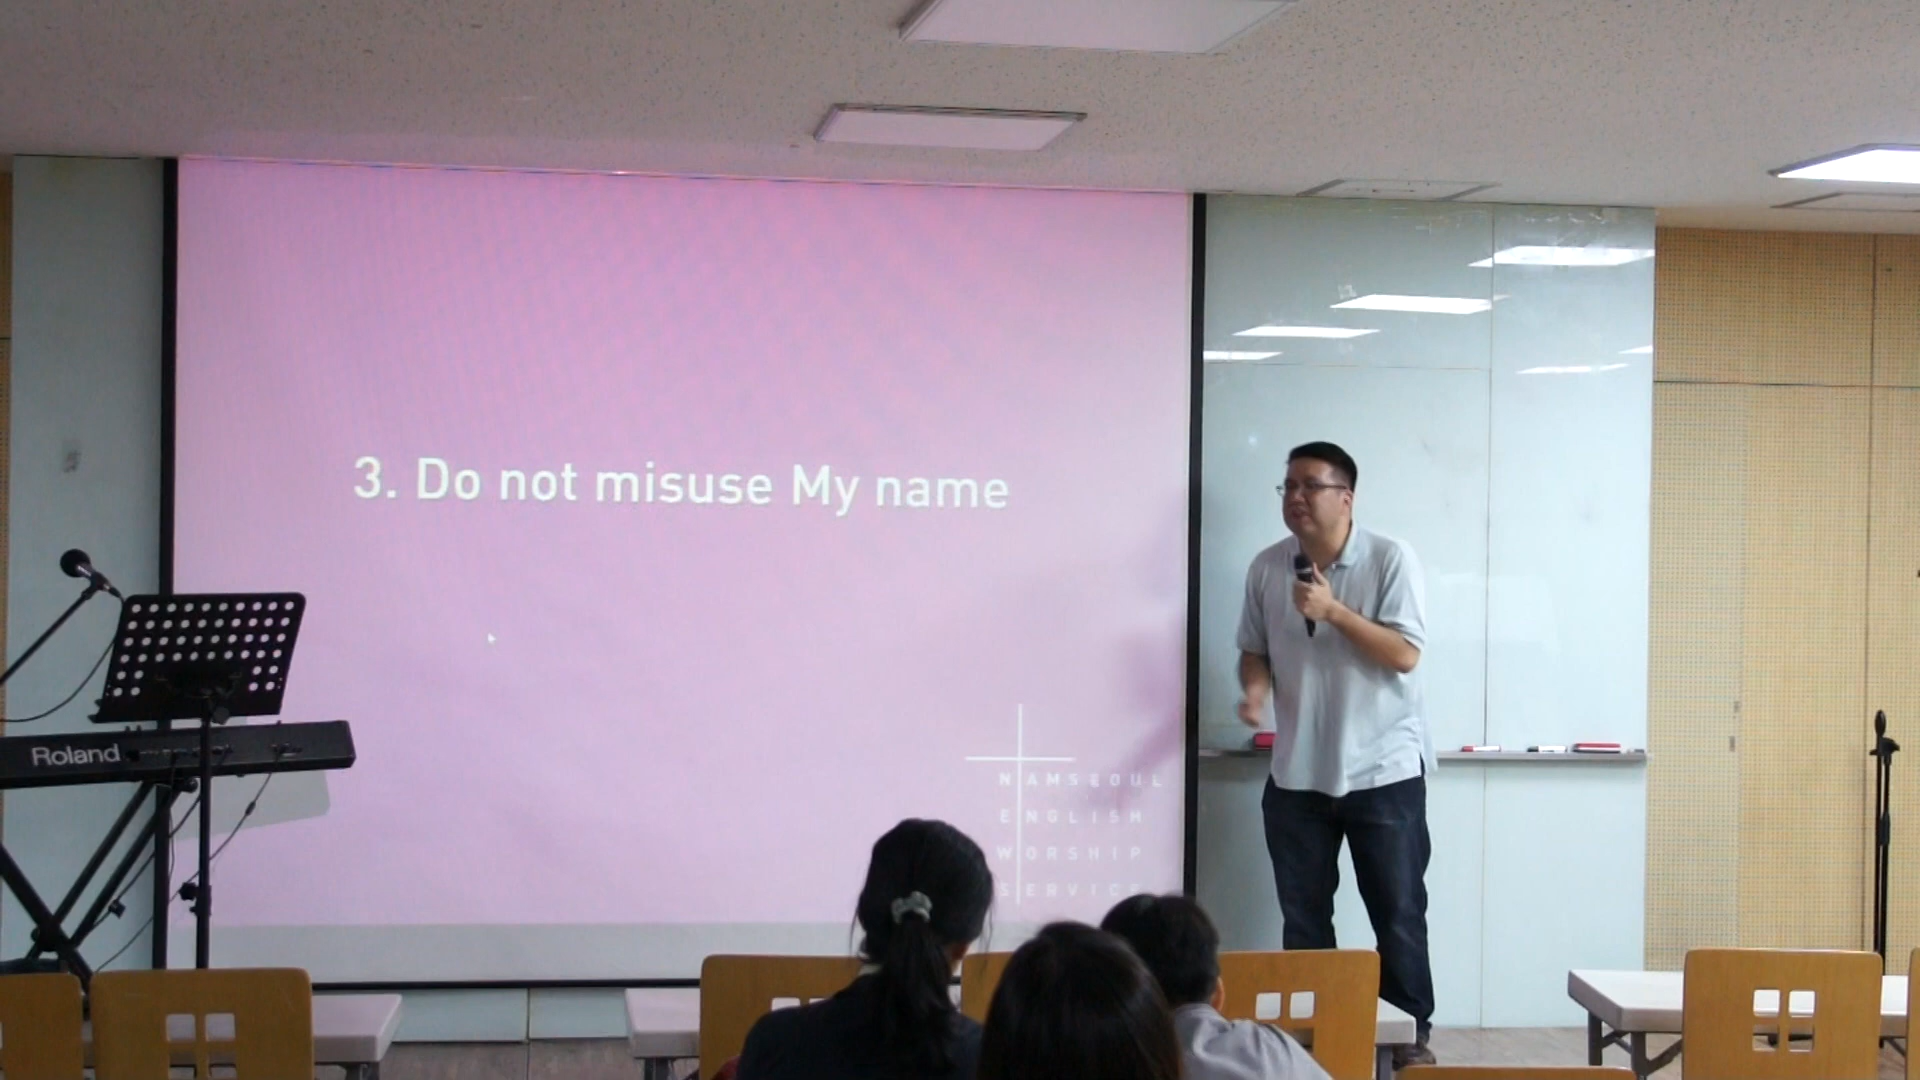 3. Do not misuse My name
NAMSEOUL
ENGLISH
WORSHIP
SERVICE
Roland